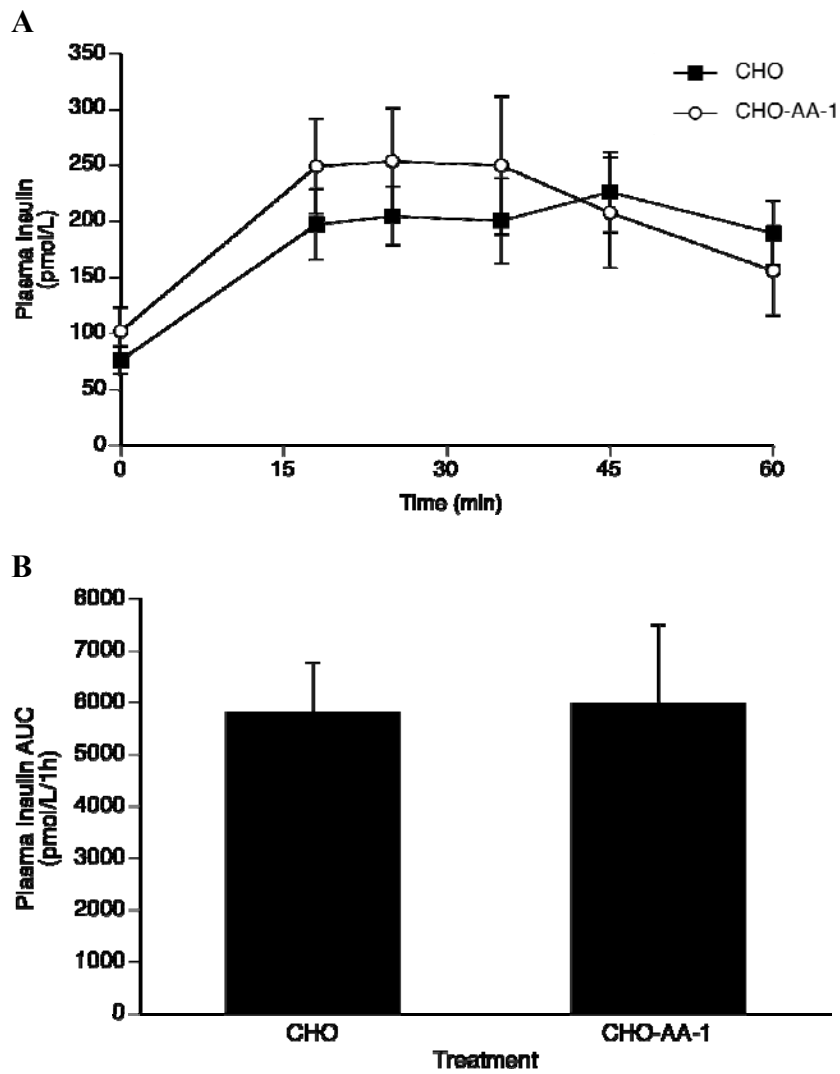 A
350
300
250
200
150
100
50
0
Plasma Insulin
(pmol/L)
CHO
CHO-AA-1
0 15 30 45 60
Time (min)
B
8000
7000
6000
5000
4000
3000
2000
1000
0
Plasma Insulin AUC
(pmol/L/1h)
CHO CHO-AA-1
Treatment